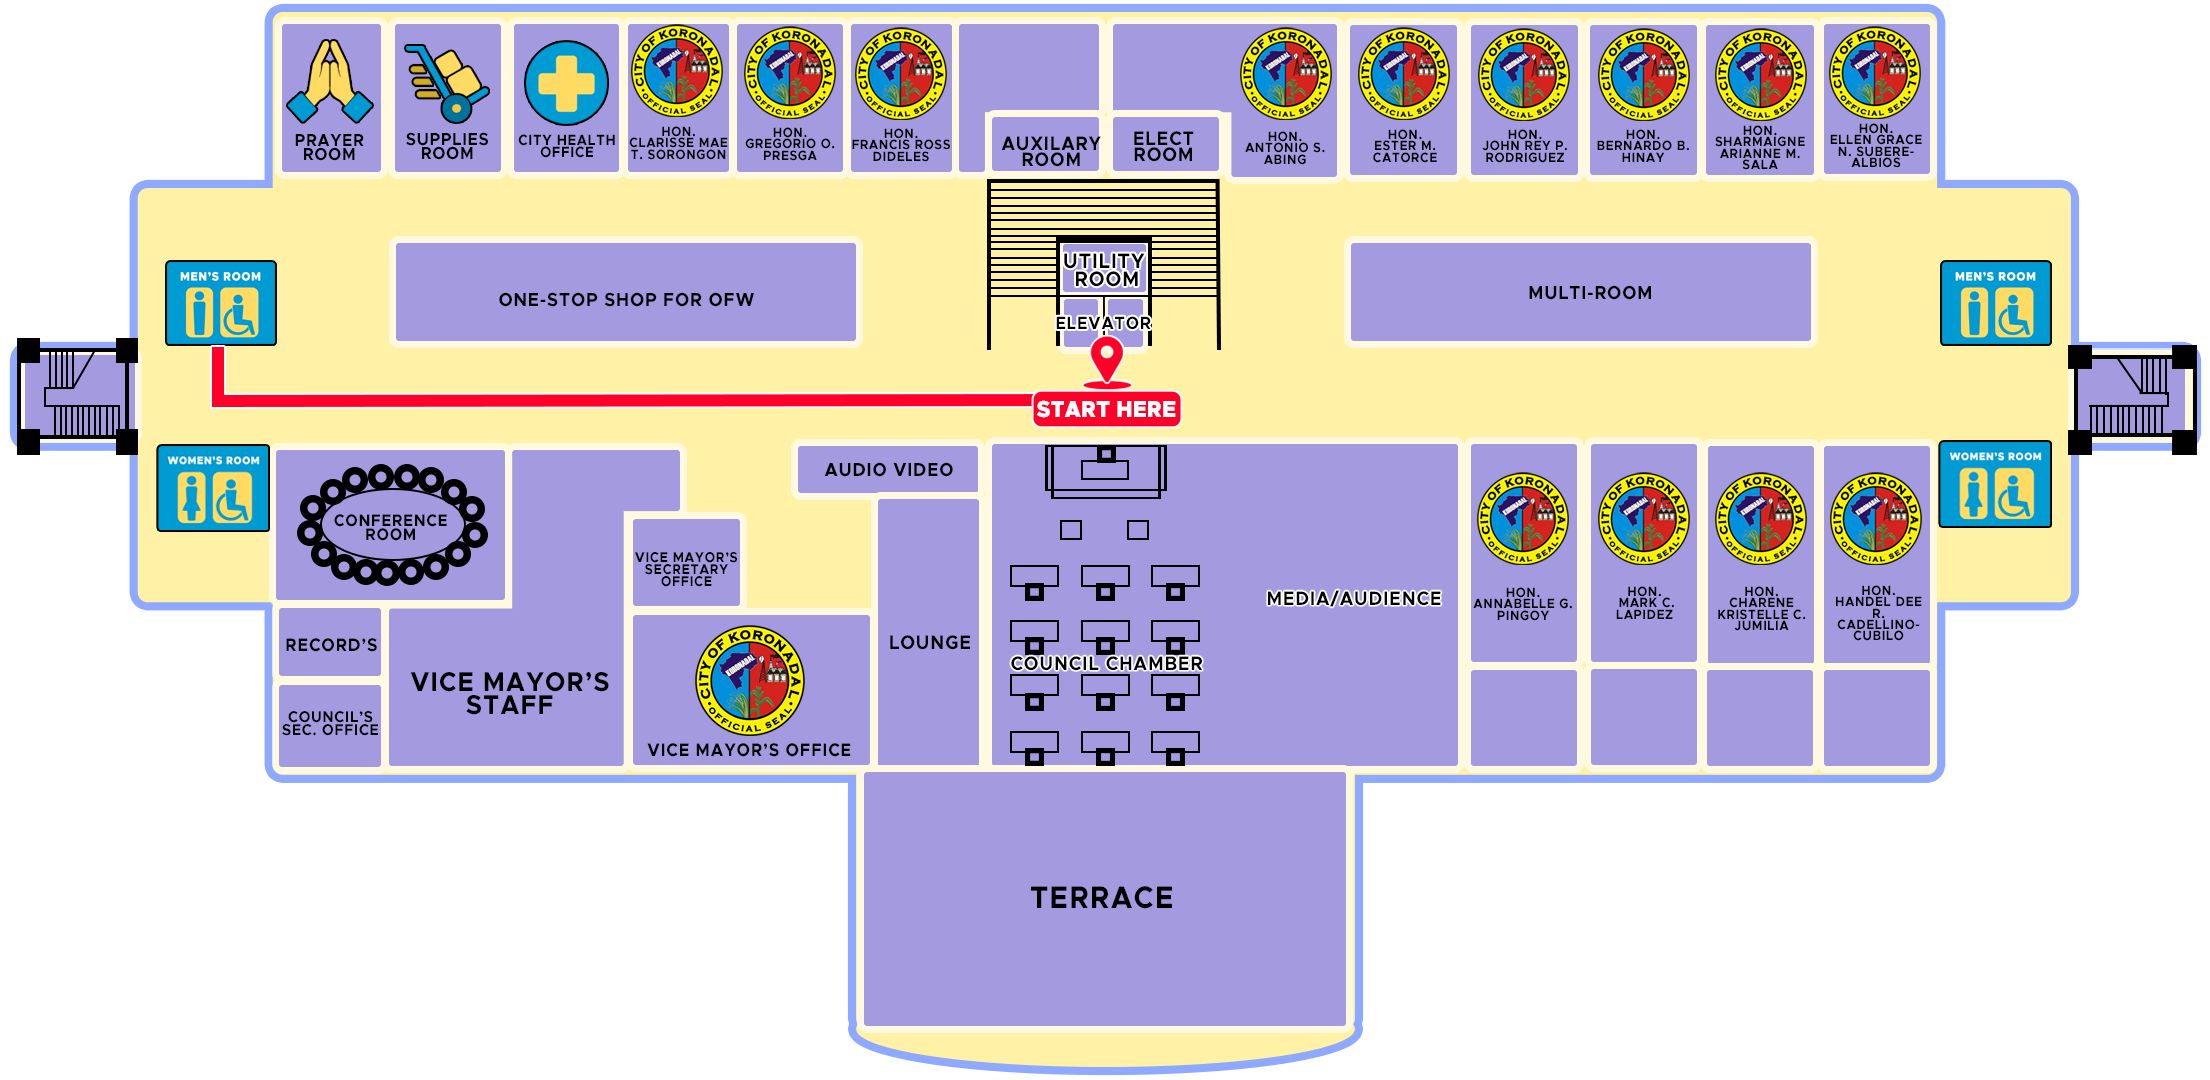 PRAYER
ROOM
SUPPLIES
ROOM
CITY HEALTH
OFFICE
CITY OF KORONADAL
OFFICIAL SEAL
HON.
CLARISSE MAE
T. SORONGON
CITY OF KORONADAL
OFFICIAL SEAL
HON.
GREGORIO O.
PRESGA
CITY OF KORONADAL
OFFICIAL SEAL
HON.
FRANCIS ROSS
DIDELES
AUXILARY
ROOM
ELECT
ROOM
CITY OF KORONADAL
OFFICIAL SEAL
HON.
ANTONIO S.
ABING
CITY OF KORONADAL
OFFICIAL SEAL
HON.
ESTER M.
CATORCE
CITY OF KORONADAL
OFFICIAL SEAL
HON.
JOHN REY P.
RODRIGUEZ
CITY OF KORONADAL
OFFICIAL SEAL
HON.
BERNARDO B.
HINAY
CITY OF KORONADAL
OFFICIAL SEAL
HON.
SHARMAIGNE
ARIANNE M.
SALA
CITY OF KORONADAL
OFFICIAL SEAL
HON.
ELLEN GRACE
N. SUBERE-
ALBIOS
MEN'S ROOM
ONE-STOP SHOP FOR OFW
UTILITY
ROOM
ELEVATOR
MULTI-ROOM
MEN'S ROOM
START HERE
WOMEN'S ROOM
CONFERENCE
ROOM
AUDIO VIDEO
VICE MAYOR'S
SECRETARY
OFFICE
RECORD'S
COUNCIL'S
SEC. OFFICE
VICE MAYOR'S
STAFF
CITY OF KORONADAL
KORONADAL
OFFICIAL SEAL
VICE MAYOR'S OFFICE
LOUNGE
COUNCIL CHAMBER
MEDIA/AUDIENCE
CITY OF KORONADAL
OFFICIAL SEAL
HON.
ANNABELLE G.
PINGOY
CITY OF KORONADAL
OFFICIAL SEAL
HON.
MARK C.
LAPIDEZ
CITY OF KORONADAL
OFFICIAL SEAL
HON.
CHARENE
KRISTELLE C.
JUMILIA
CITY OF KORONADAL
OFFICIAL SEAL
HON.
HANDEL DEE
R.
CADELLINO-
CUBILO
WOMEN'S ROOM
TERRACE